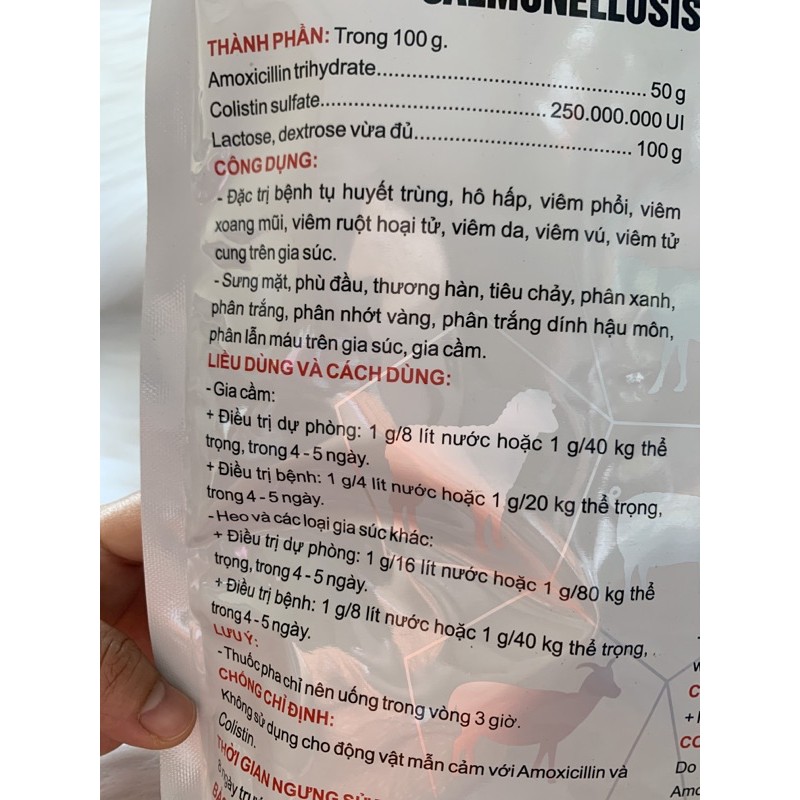 SALMONELLOSIS
THÀNH PHẦN: Trong 100 g.
Amoxicillin trihydrate.......................................... 50 g
Colistin sulfate.................................... 250.000.000 UI
Lactose, dextrose vừa đủ.................................. 100 g
CÔNG DỤNG:
- Đặc trị bệnh tụ huyết trùng, hô hấp, viêm phổi, viêm
xoang mũi, viêm ruột hoại tử, viêm da, viêm vú, viêm tử
cung trên gia súc.
- Sưng mặt, phù đầu, thương hàn, tiêu chảy, phân xanh,
phân trắng, phân nhớt vàng, phân trắng dính hậu môn,
phân lẫn máu trên gia súc, gia cầm.
LIỀU DÙNG VÀ CÁCH DÙNG:
- Gia cầm:
+ Điều trị dự phòng: 1 g/8 lít nước hoặc 1 g/40 kg thể
trọng, trong 4 - 5 ngày.
+ Điều trị bệnh: 1 g/4 lít nước hoặc 1 g/20 kg thể trọng,
trong 4 - 5 ngày.
- Heo và các loại gia súc khác:
+ Điều trị dự phòng: 1 g/16 lít nước hoặc 1 g/80 kg thể
trọng, trong 4 - 5 ngày.
+ Điều trị bệnh: 1 g/8 lít nước hoặc 1 g/40 kg thể trọng,
trong 4 - 5 ngày.
LƯU Ý:
- Thuốc pha chỉ nên uống trong vòng 3 giờ.
CHỐNG CHỈ ĐỊNH:
Không sử dụng cho động vật mẫn cảm với Amoxicillin và
Colistin.
THỜI GIAN NGƯNG
Do